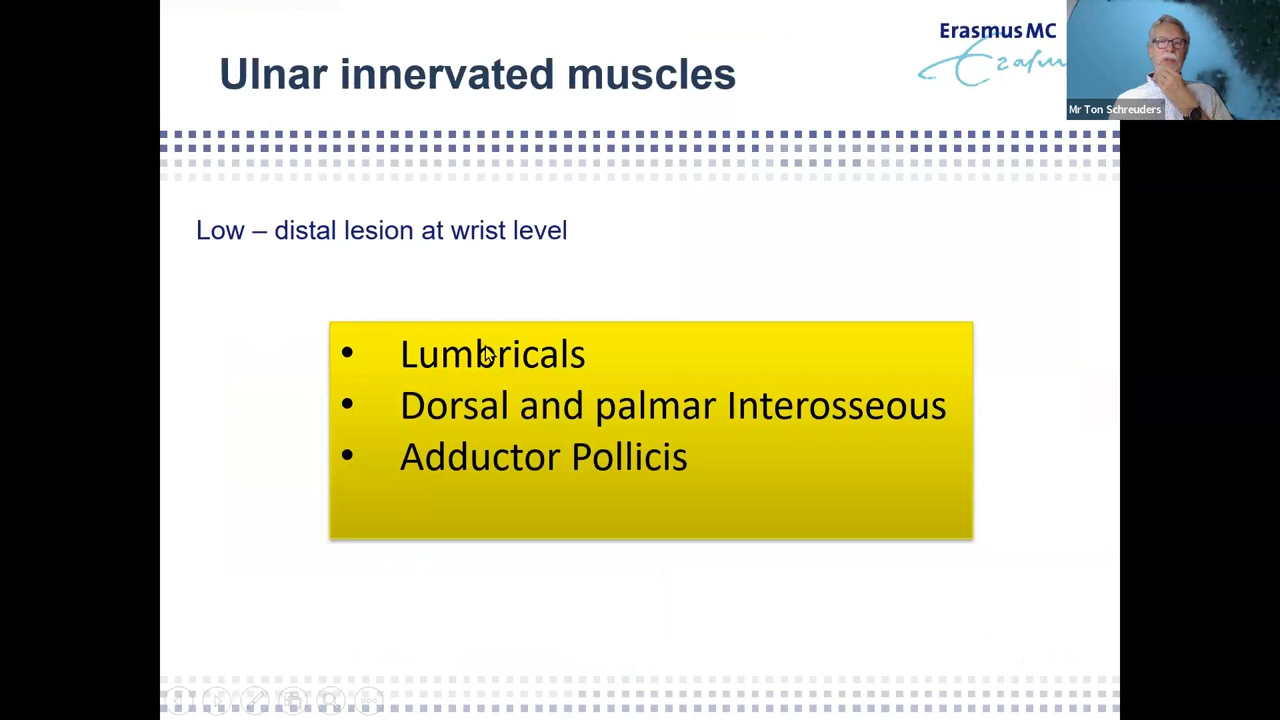 Ulnar innervated muscles
Erasmus MC
Erasmus
Mr Ton Schreuders
Low – distal lesion at wrist level
• Lumbricals
• Dorsal and palmar Interosseous
• Adductor Pollicis